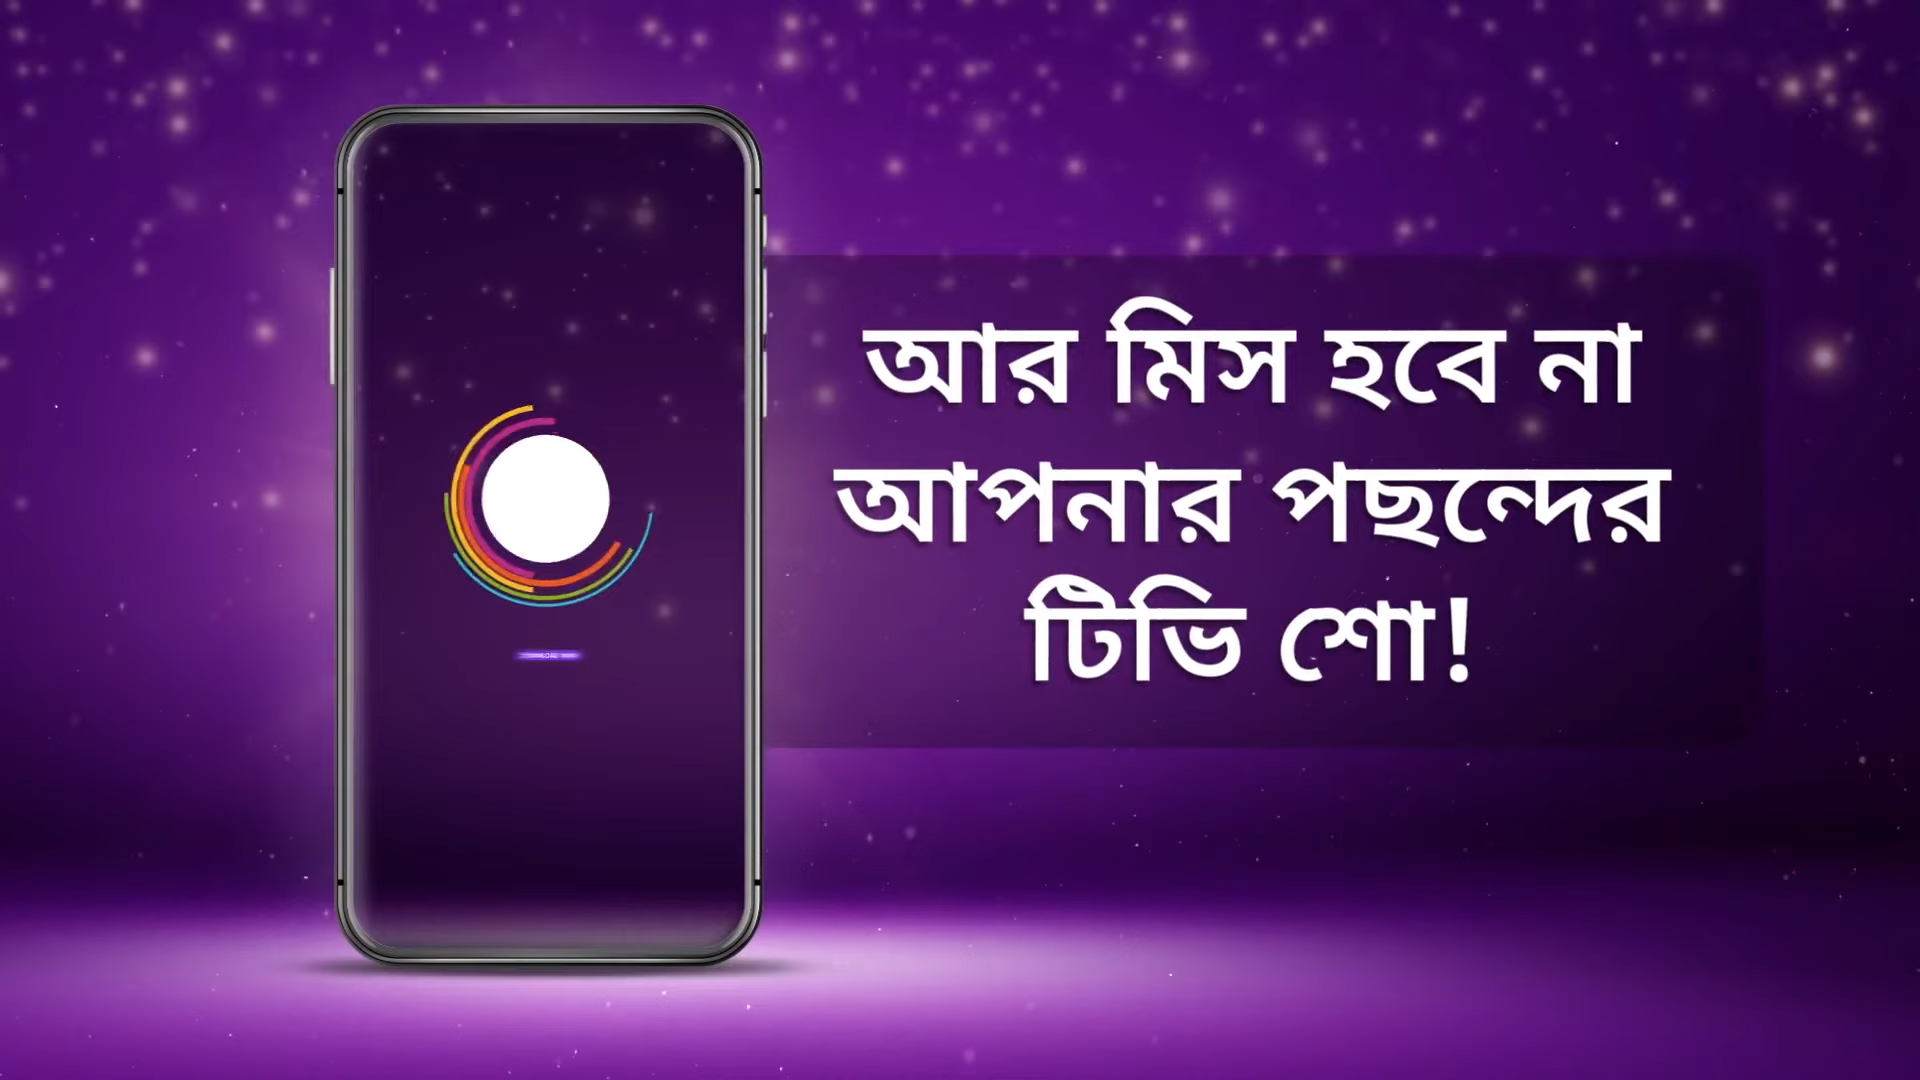 আর মিস হবে না
আপনার পছন্দের
টিভি শো!